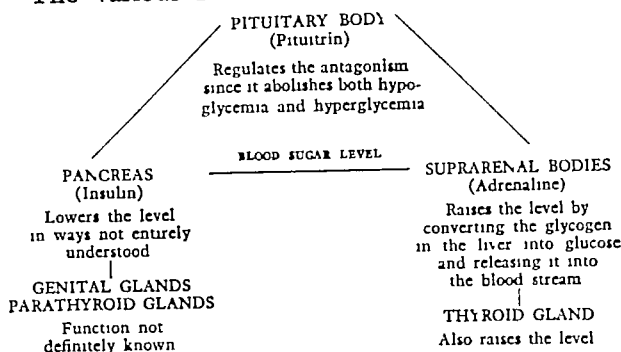 PITUITARY BODY
(Pituitrin)
Regulates the antagonism
since it abolishes both hypo-
glycemia and hyperglycemia
BLOOD SUGAR LEVEL
PANCREAS
(Insulin)
Lowers the level
in ways not entirely
understood
GENITAL GLANDS
PARATHYROID GLANDS
Function not
definitely known
SUPRARENAL BODIES
(Adrenaline)
Raises the level by
converting the glycogen
in the liver into glucose
and releasing it into
the blood stream
THYROID GLAND
Also raises the level